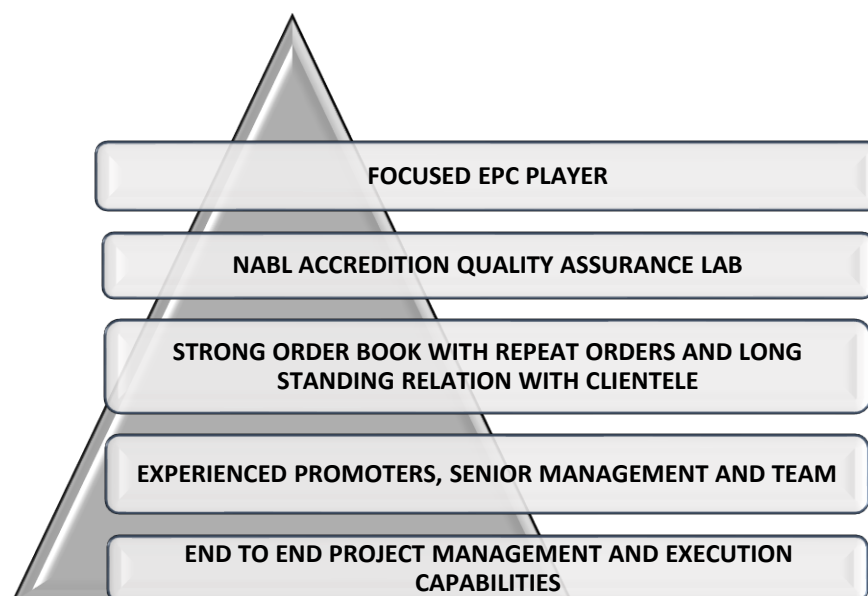 FOCUSED EPC PLAYER
NABL ACCREDITION QUALITY ASSURANCE LAB
STRONG ORDER BOOK WITH REPEAT ORDERS AND LONG
STANDING RELATION WITH CLIENTELE
EXPERIENCED PROMOTERS, SENIOR MANAGEMENT AND TEAM
END TO END PROJECT MANAGEMENT AND EXECUTION
CAPABILITIES